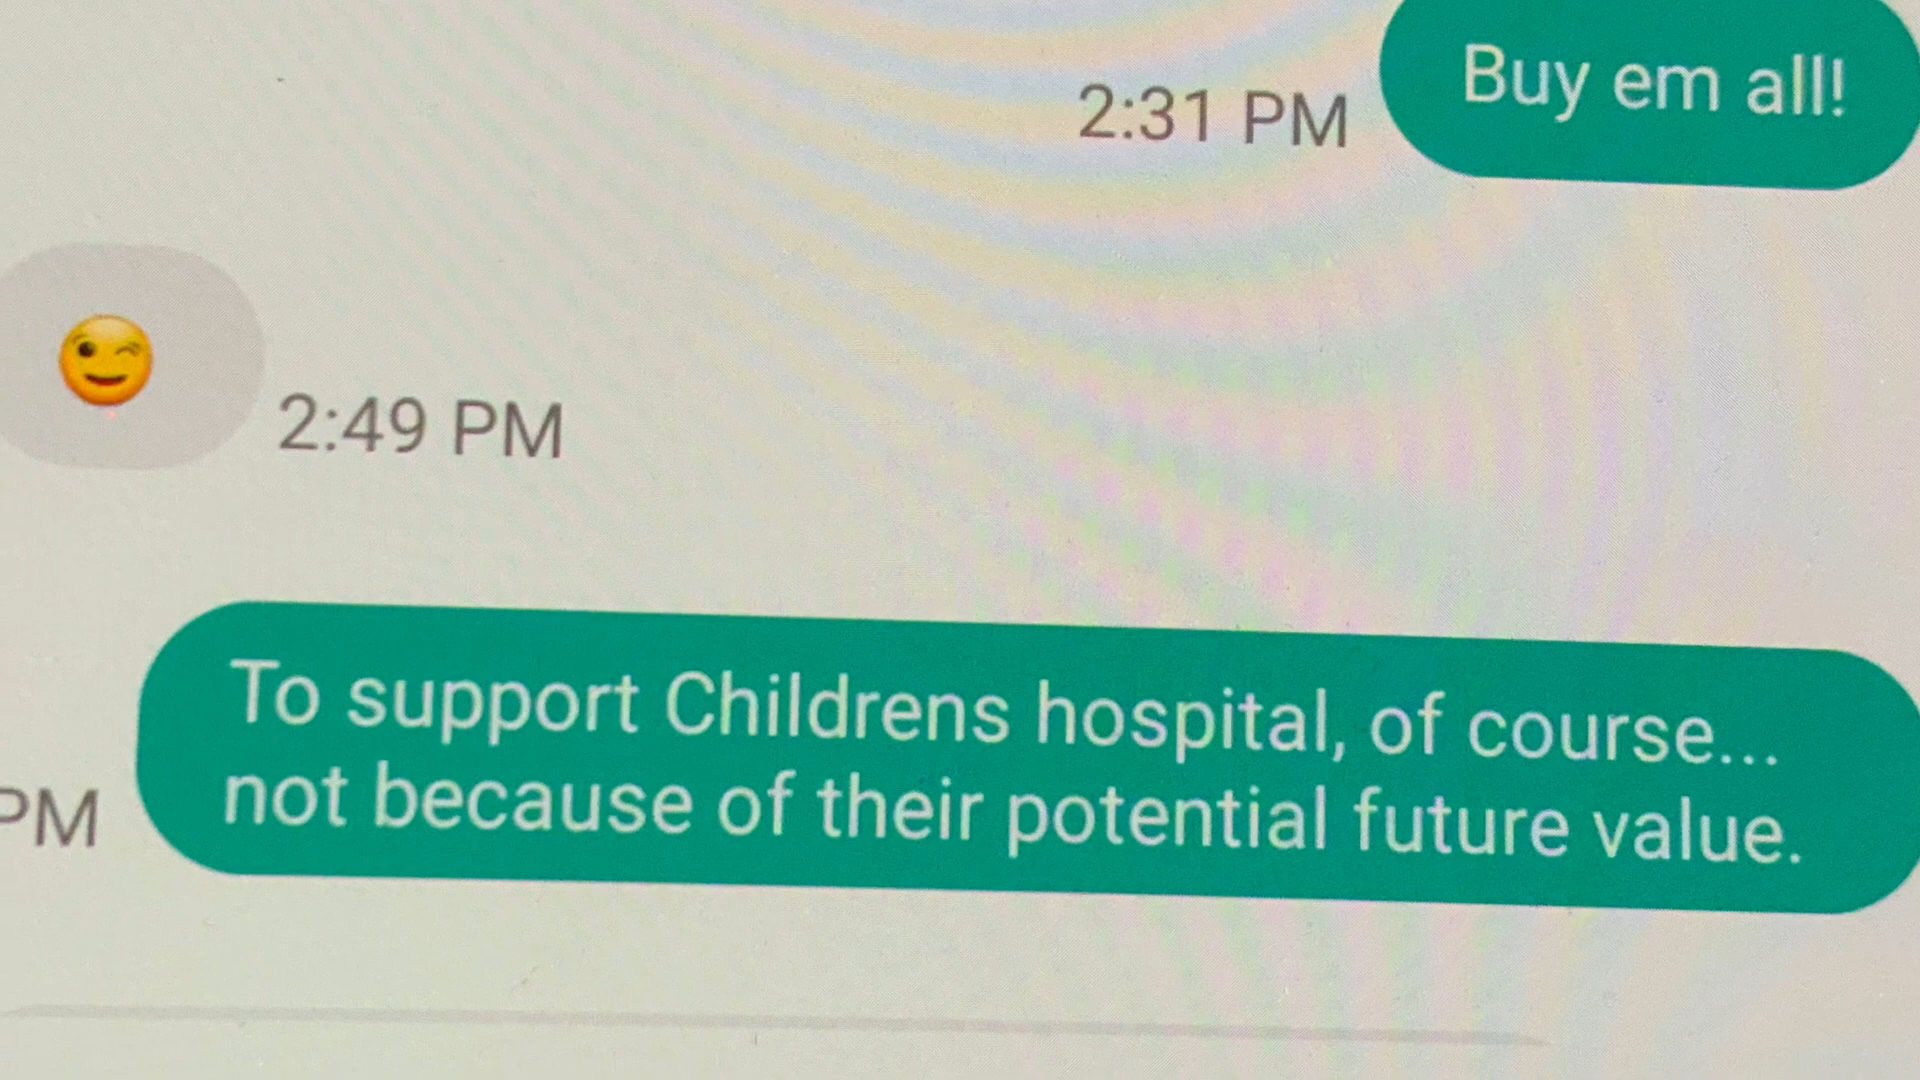 Buy em all!
2:31 PM
2:49 PM
To support Childrens hospital, of course...
not because of their potential future value.
PM